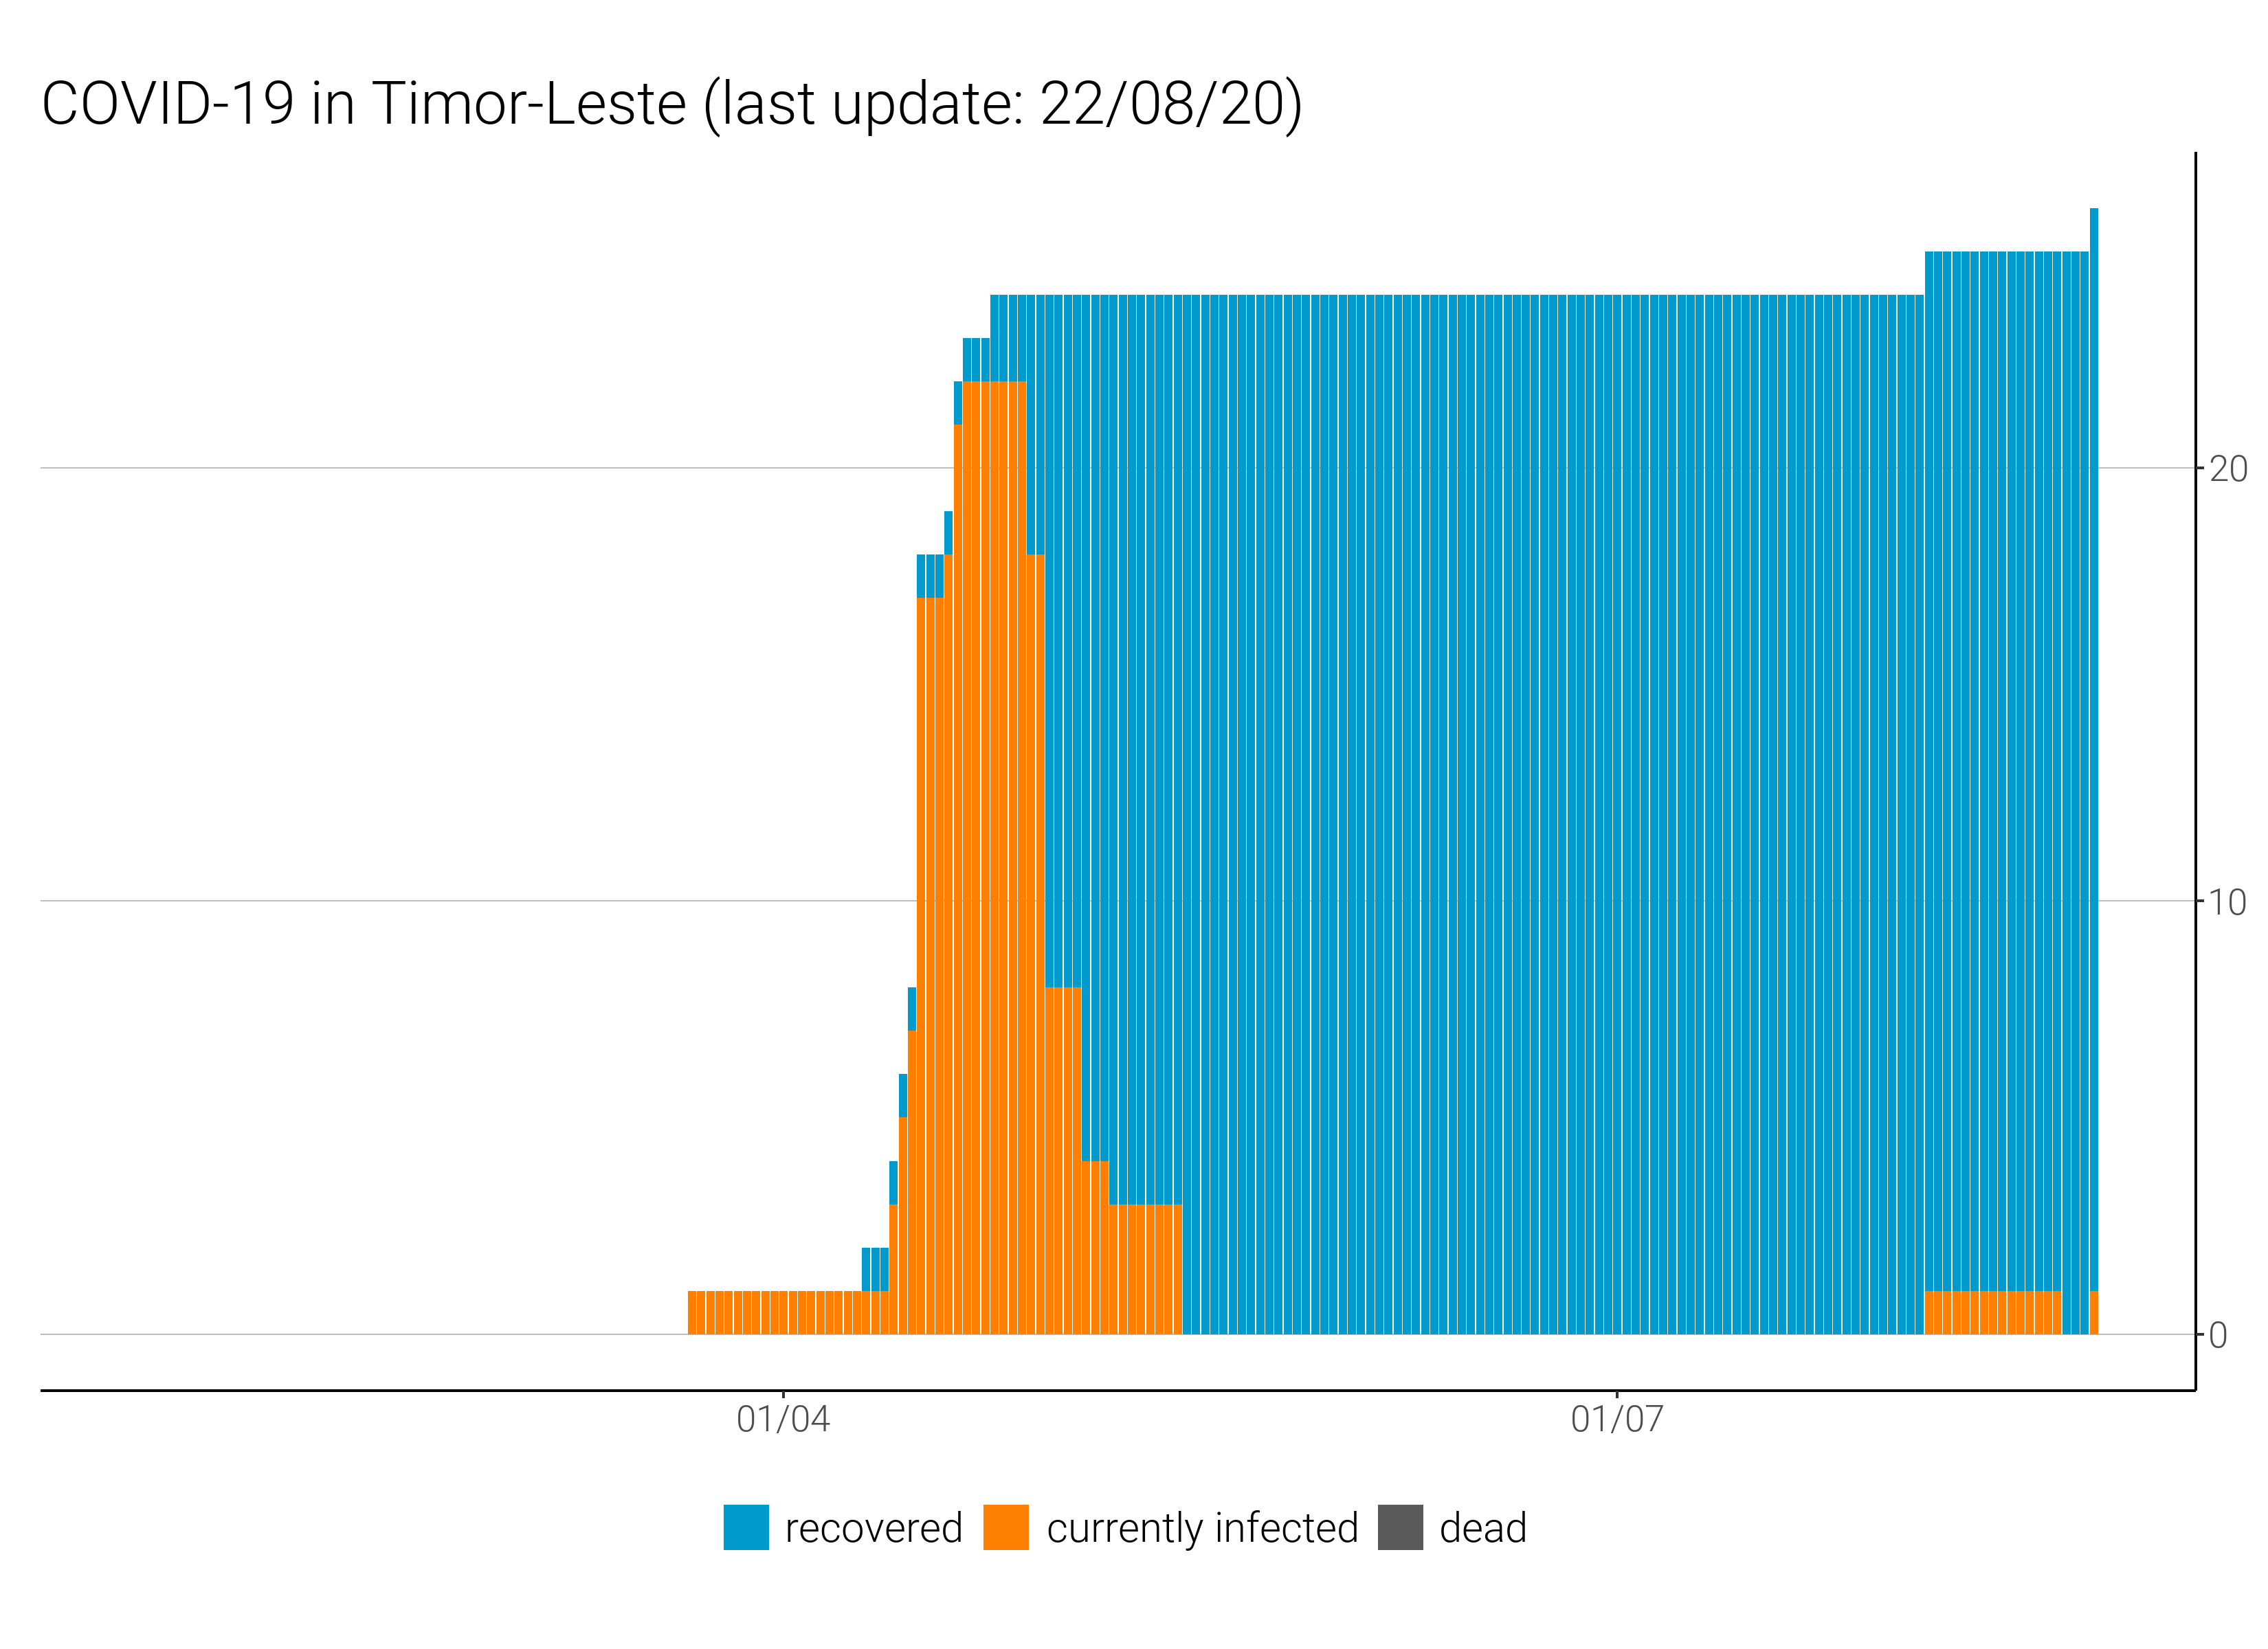 COVID-19 in Timor-Leste (last update: 22/08/20)
20
10
0
01/04 01/07
recovered currently infected dead